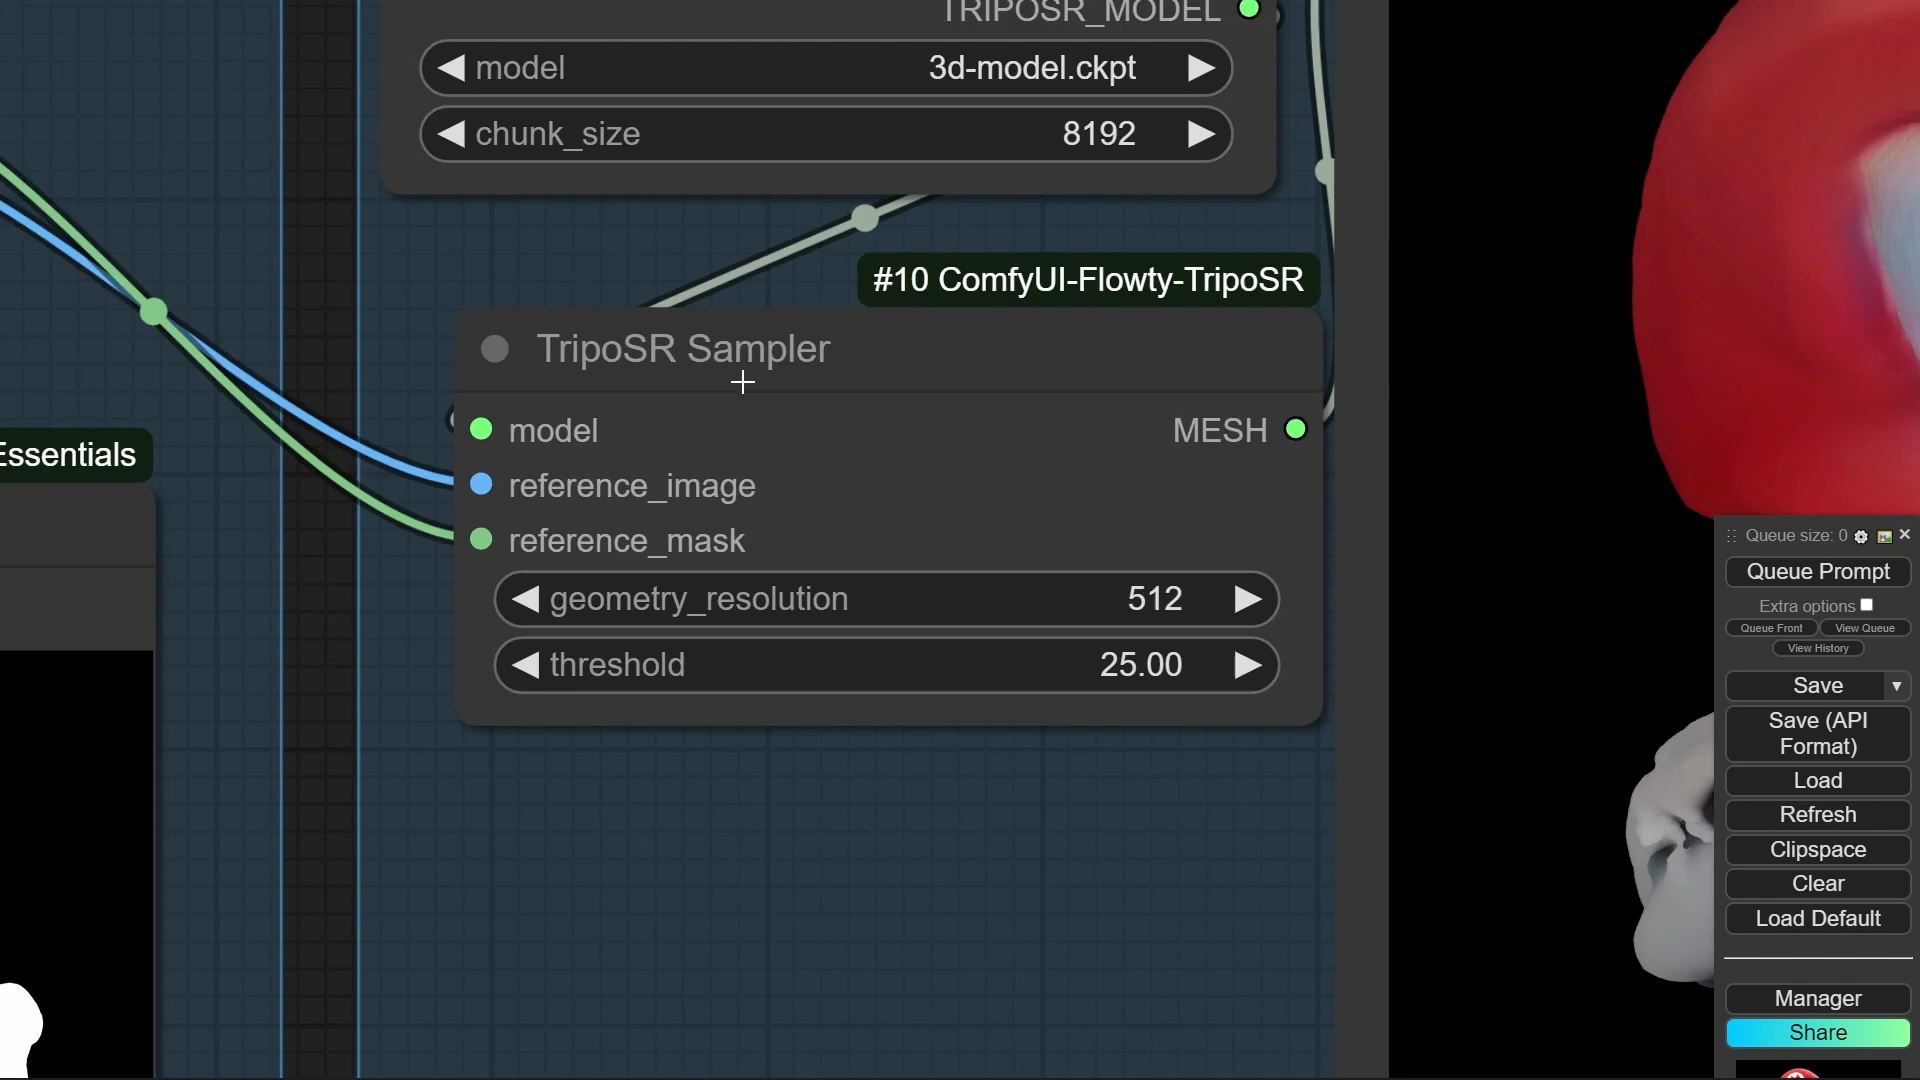 TRIPOSR_MODEL
model 3d-model.ckpt
chunk_size 8192
#10 ComfyUI-Flowty-TripoSR
TripoSR Sampler
model MESH
reference_image
reference_mask
geometry_resolution 512
threshold 25.00
Essentials
Queue size: 0
Queue Prompt
Extra options
Queue Front View Queue
View History
Save
Save (API
Format)
Load
Refresh
Clipspace
Clear
Load Default
Manager
Share